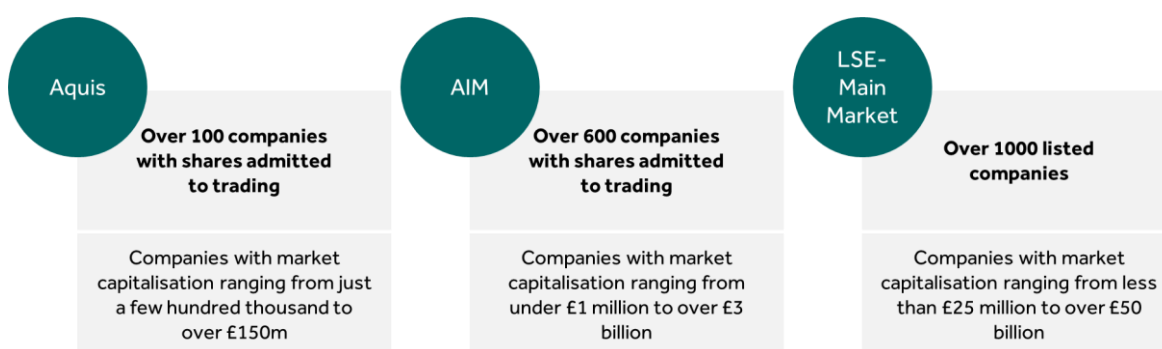 Aquis
Over 100 companies
with shares admitted
to trading
Companies with market
capitalisation ranging from just
a few hundred thousand to
over £150m
AIM
Over 600 companies
with shares admitted
to trading
Companies with market
capitalisation ranging from
under £1 million to over £3
billion
LSE-
Main
Market
Over 1000 listed
companies
Companies with market
capitalisation ranging from less
than £25 million to over £50
billion